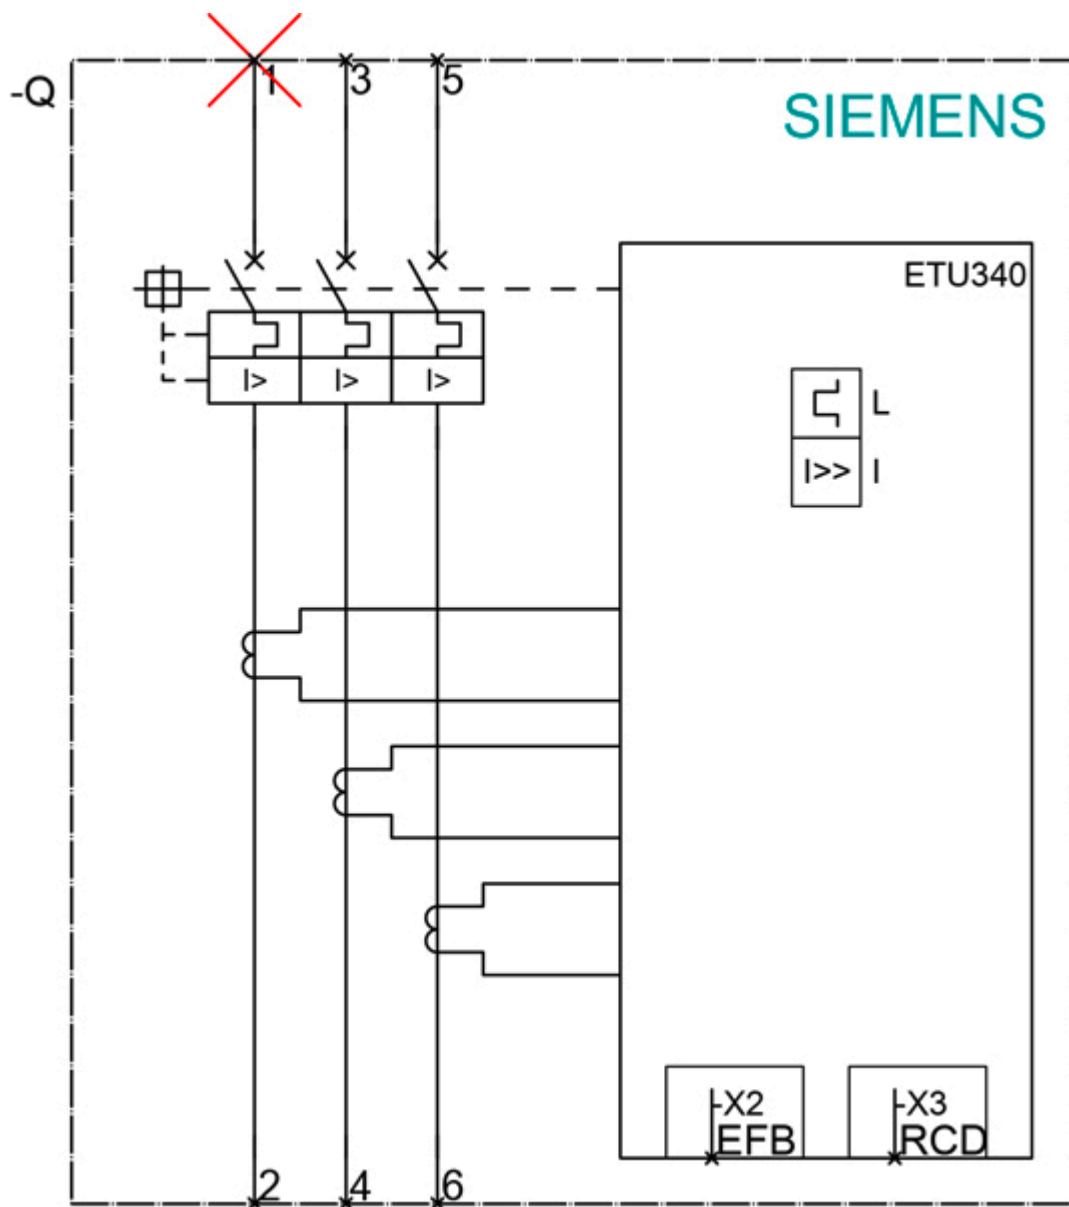 1 3 5
-Q
SIEMENS
ETU340
I> I> I>
L
I>> I
-X2 -X3
EFB RCD
2 4 6